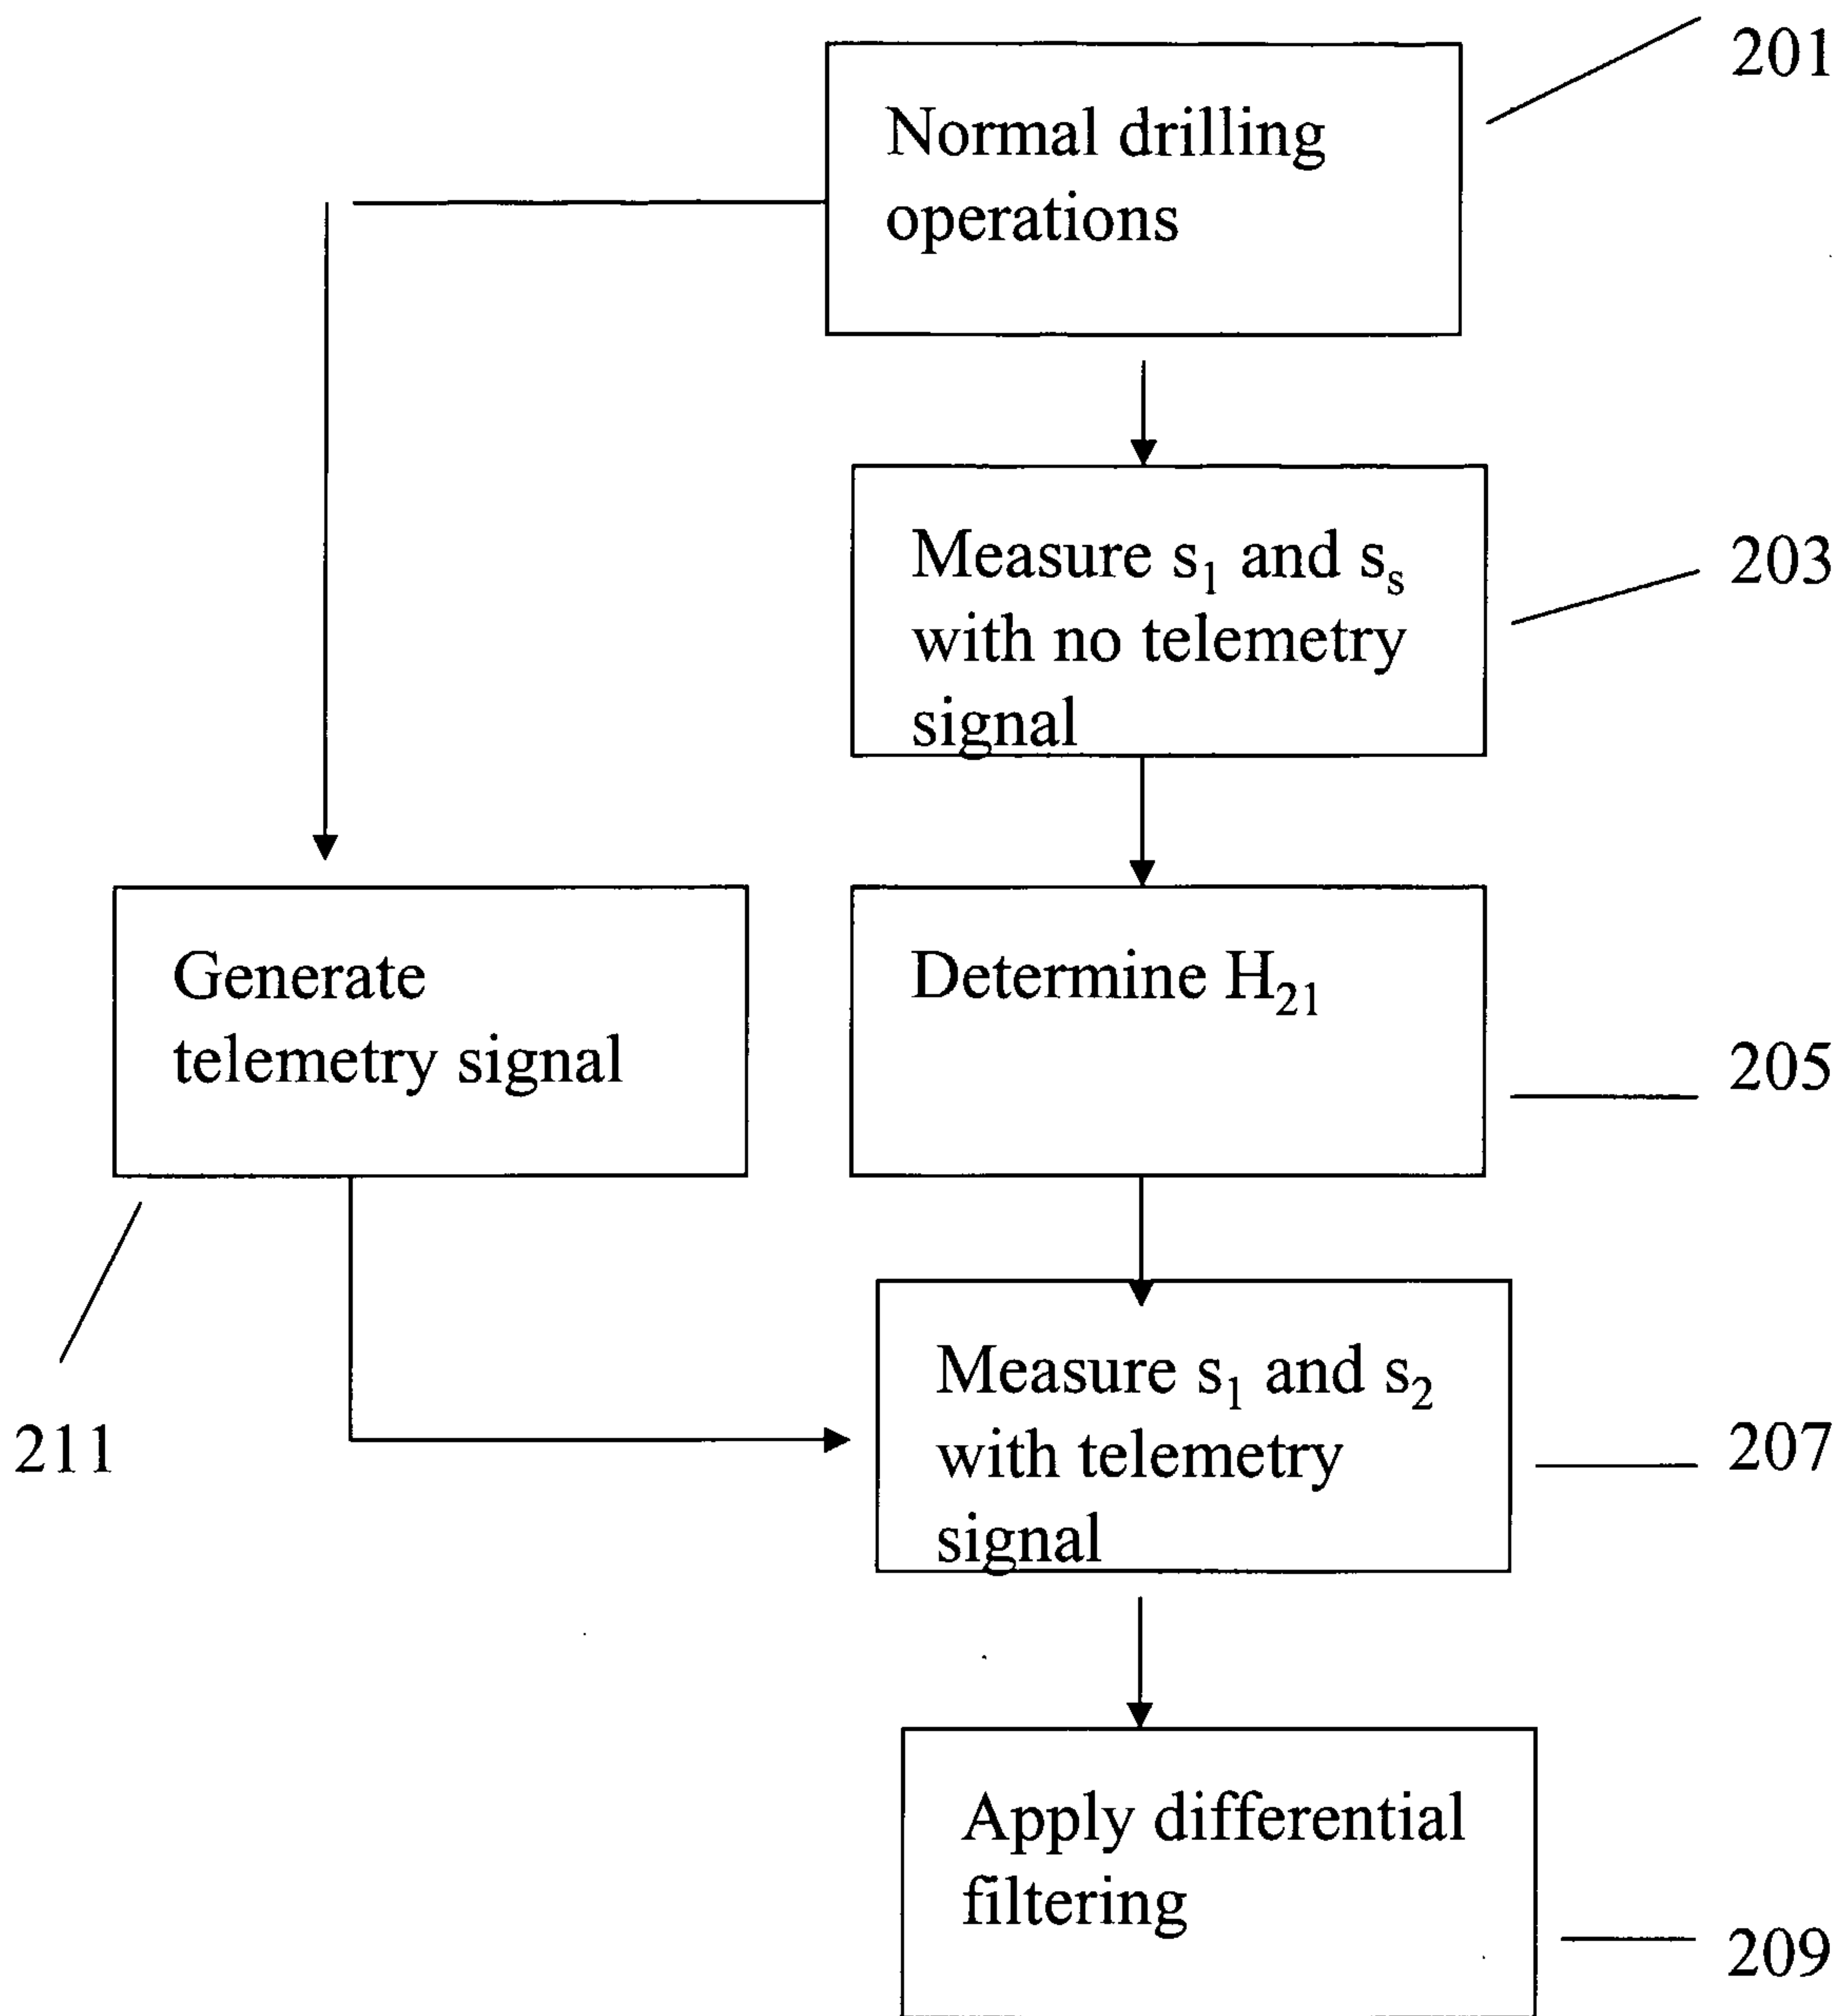 201
Normal drilling
operations
Measure s₁ and sₛ
with no telemetry
signal
203
Generate
telemetry signal
Determine H₂₁
205
211
Measure s₁ and s₂
with telemetry
signal
207
Apply differential
filtering
209